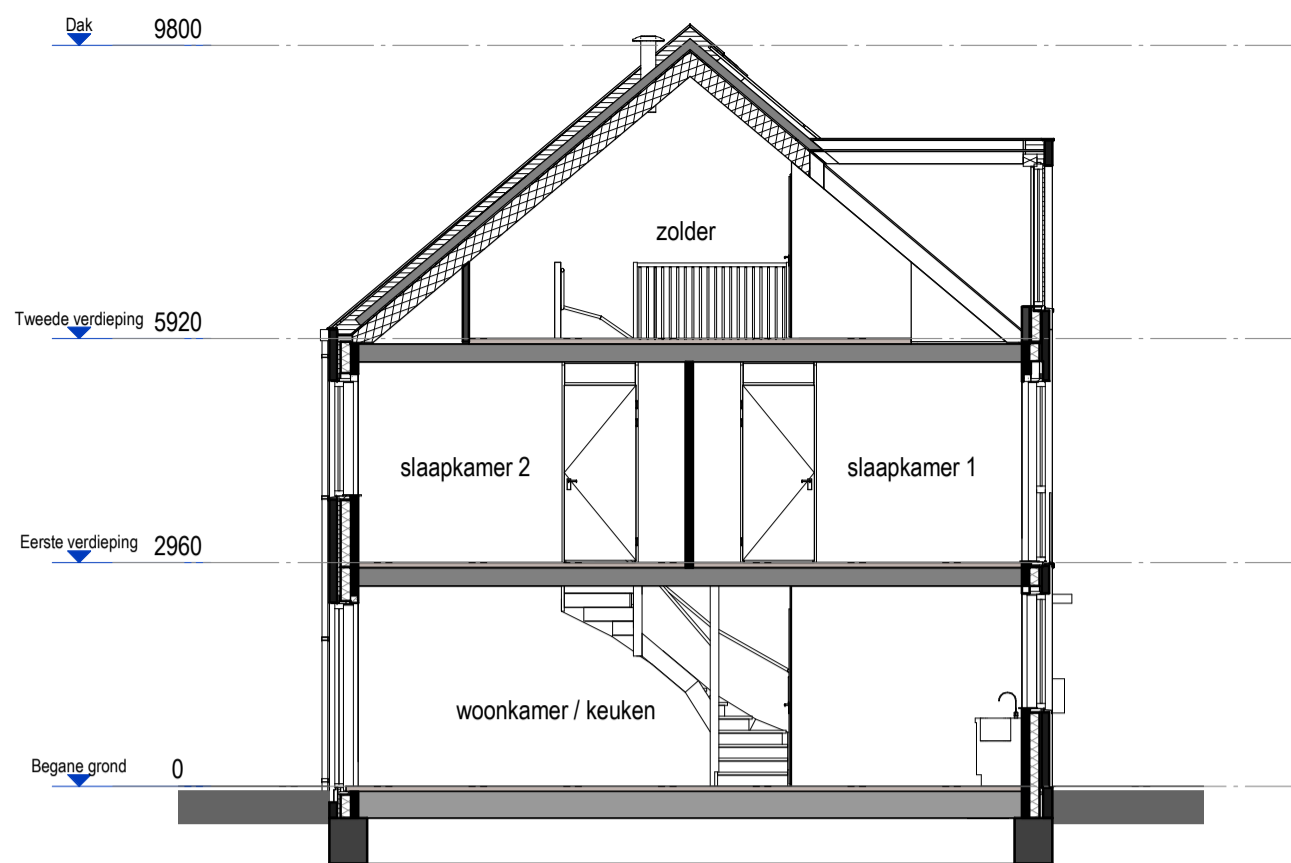 Dak 9800
zolder
Tweede verdieping 5920
slaapkamer 2
slaapkamer 1
Eerste verdieping 2960
woonkamer / keuken
Begane grond 0